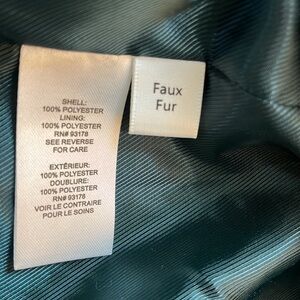 SHELL:
100% POLYESTER
LINING:
100% POLYESTER
RN# 93178
SEE REVERSE
FOR CARE
EXTÉRIEUR:
100% POLYESTER
DOUBLURE:
100% POLYESTER
RN# 93178
VOIR LE CONTRAIRE
POUR LE SOINS
Faux
Fur